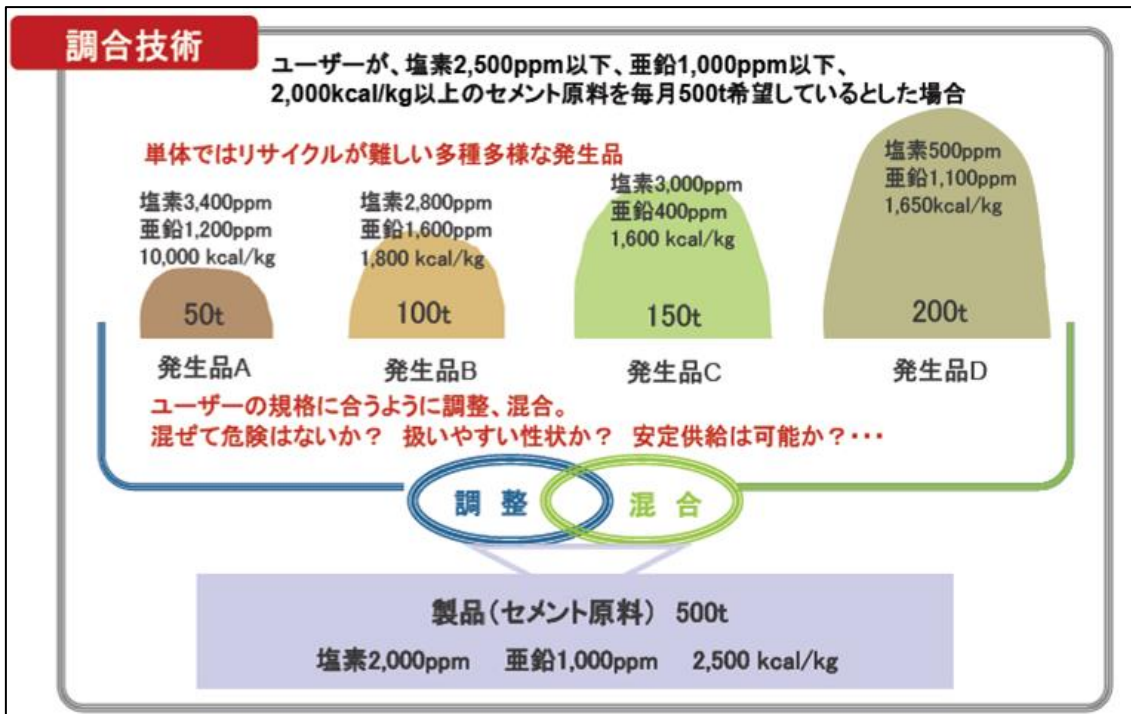 調合技術
ユーザーが、塩素2,500ppm以下、亜鉛1,000ppm以下、
2,000kcal/kg以上のセメント原料を毎月500t希望しているとした場合
単体ではリサイクルが難しい多種多様な発生品
塩素3,400ppm
亜鉛1,200ppm
10,000 kcal/kg
50t
発生品A
塩素2,800ppm
亜鉛1,600ppm
1,800 kcal/kg
100t
発生品B
塩素3,000ppm
亜鉛400ppm
1,600 kcal/kg
150t
発生品C
塩素500ppm
亜鉛1,100ppm
1,650kcal/kg
200t
発生品D
ユーザーの規格に合うように調整、混合。
混ぜて危険はないか？ 扱いやすい性状か？ 安定供給は可能か？・・・
調 整
混 合
製品（セメント原料） 500t
塩素2,000ppm 亜鉛1,000ppm 2,500 kcal/kg